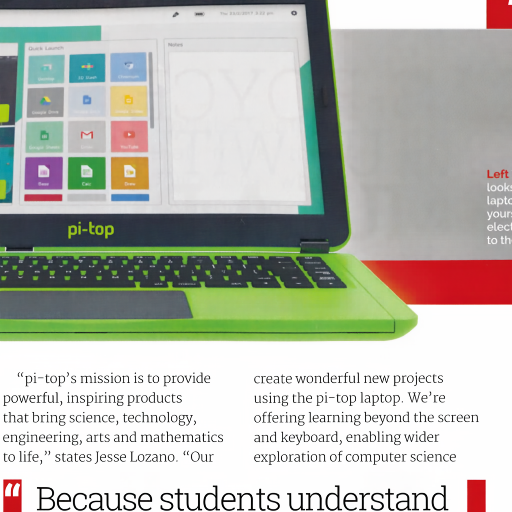 Quick Launch
Notes
Gmail
YouTube
pi-top
Left
looks
lapto
yours
elect
to th
“pi-top’s mission is to provide
powerful, inspiring products
that bring science, technology,
engineering, arts and mathematics
to life,” states Jesse Lozano. “Our
create wonderful new projects
using the pi-top laptop. We’re
offering learning beyond the screen
and keyboard, enabling wider
exploration of computer science
Because students understand